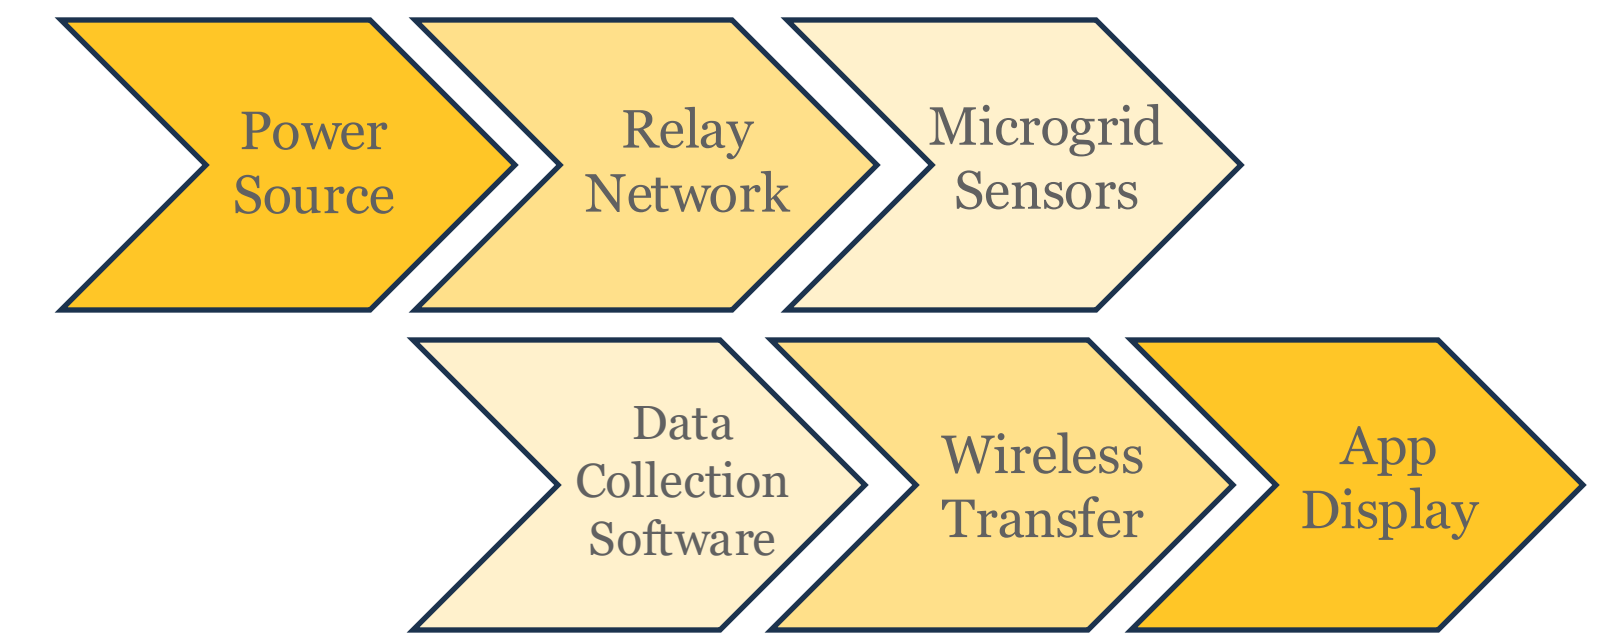 Power
Source
Relay
Network
Microgrid
Sensors
Data
Collection
Software
Wireless
Transfer
App
Display